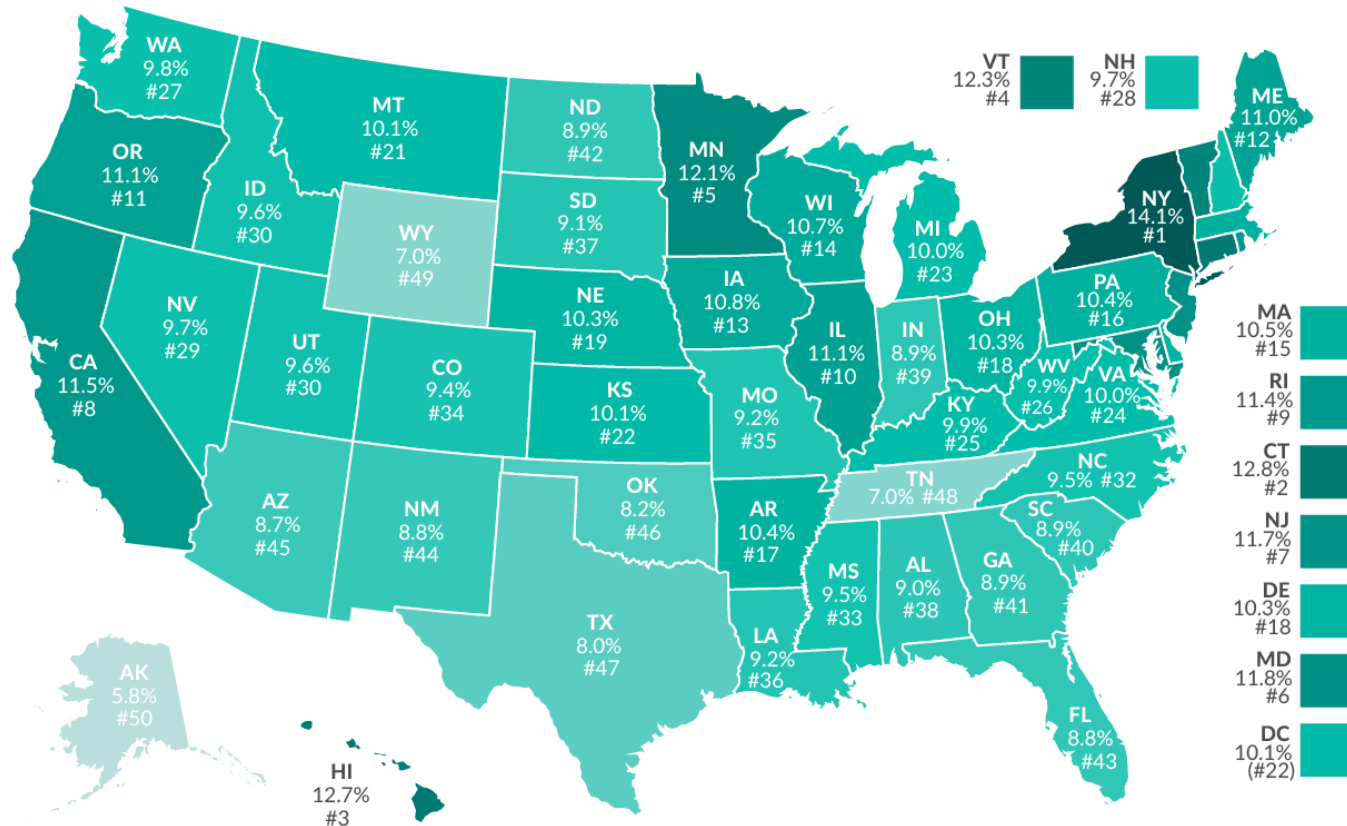 WA
9.8%
#27
MT
10.1%
#21
ND
8.9%
#42
MN
12.1%
#5
VT
12.3%
#4
NH
9.7%
#28
ME
11.0%
#12
OR
11.1%
#11
ID
9.6%
#30
WY
7.0%
#49
SD
9.1%
#37
WI
10.7%
#14
MI
10.0%
#23
NY
14.1%
#1
NV
9.7%
#29
UT
9.6%
#30
CO
9.4%
#34
NE
10.3%
#19
IA
10.8%
#13
IL
11.1%
#10
IN
8.9%
#39
OH
10.3%
#18
PA
10.4%
#16
CA
11.5%
#8
KS
10.1%
#22
MO
9.2%
#35
KY
9.9%
#25
WV
9.9%
#26
VA
10.0%
#24
AZ
8.7%
#45
NM
8.8%
#44
OK
8.2%
#46
AR
10.4%
#17
TN
7.0% #48
NC
9.5% #32
SC
8.9%
#40
TX
8.0%
#47
LA
9.2%
#36
MS
9.5%
#33
AL
9.0%
#38
GA
8.9%
#41
FL
8.8%
#43
AK
5.8%
#50
HI
12.7%
#3
MA
10.5%
#15
RI
11.4%
#9
CT
12.8%
#2
NJ
11.7%
#7
DE
10.3%
#18
MD
11.8%
#6
DC
10.1%
(#22)